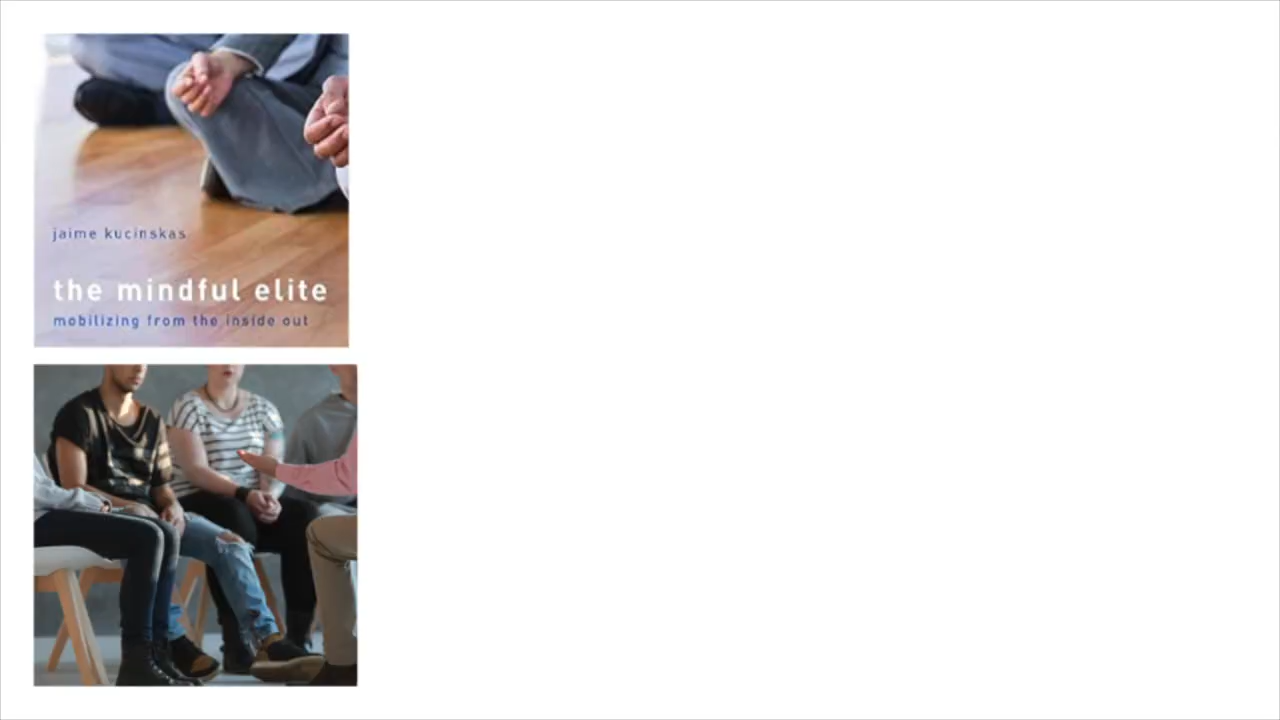 jaime kucinskas
the mindful elite
mobilizing from the inside out